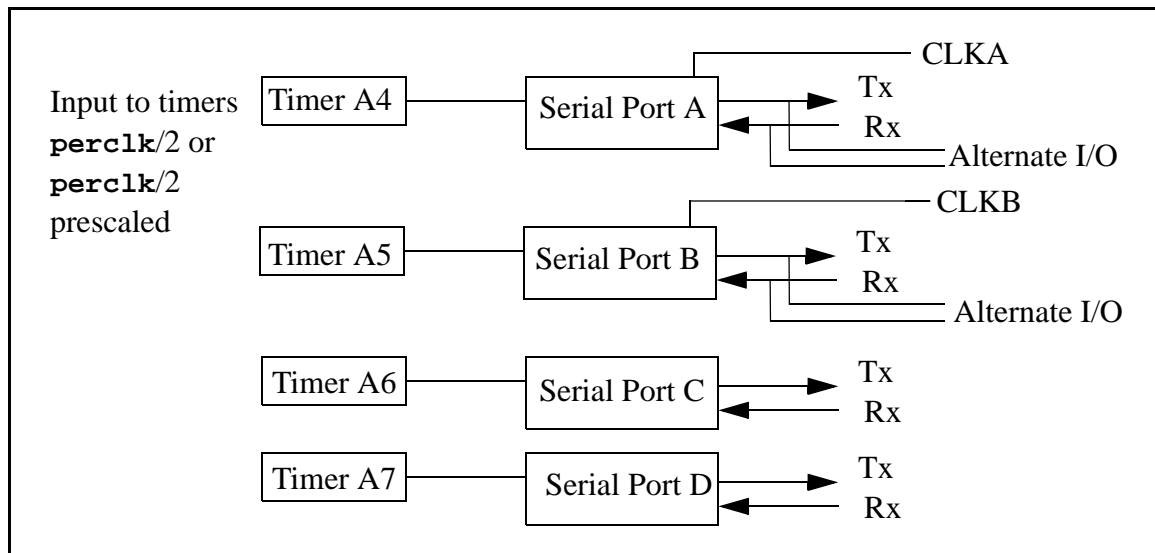 Input to timers
perclk/2 or
perclk/2
prescaled
Timer A4
Serial Port A
CLKA
Tx
Rx
Alternate I/O
Timer A5
Serial Port B
CLKB
Tx
Rx
Alternate I/O
Timer A6
Serial Port C
Tx
Rx
Timer A7
Serial Port D
Tx
Rx